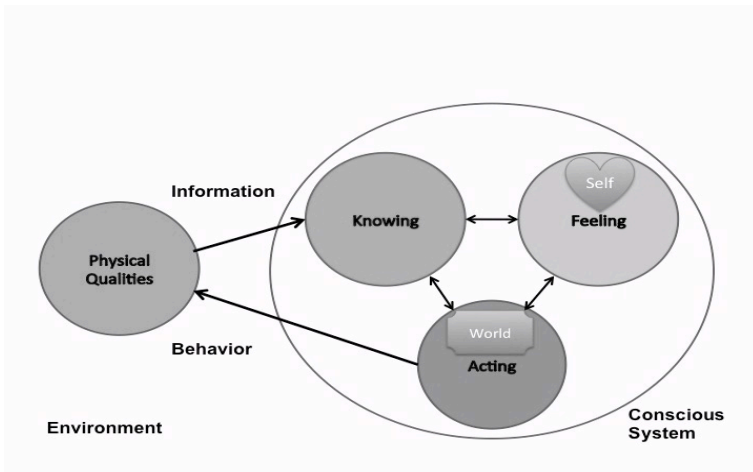 Information
Self
Knowing
Feeling
Physical
Qualities
World
Behavior
Acting
Environment
Conscious
System